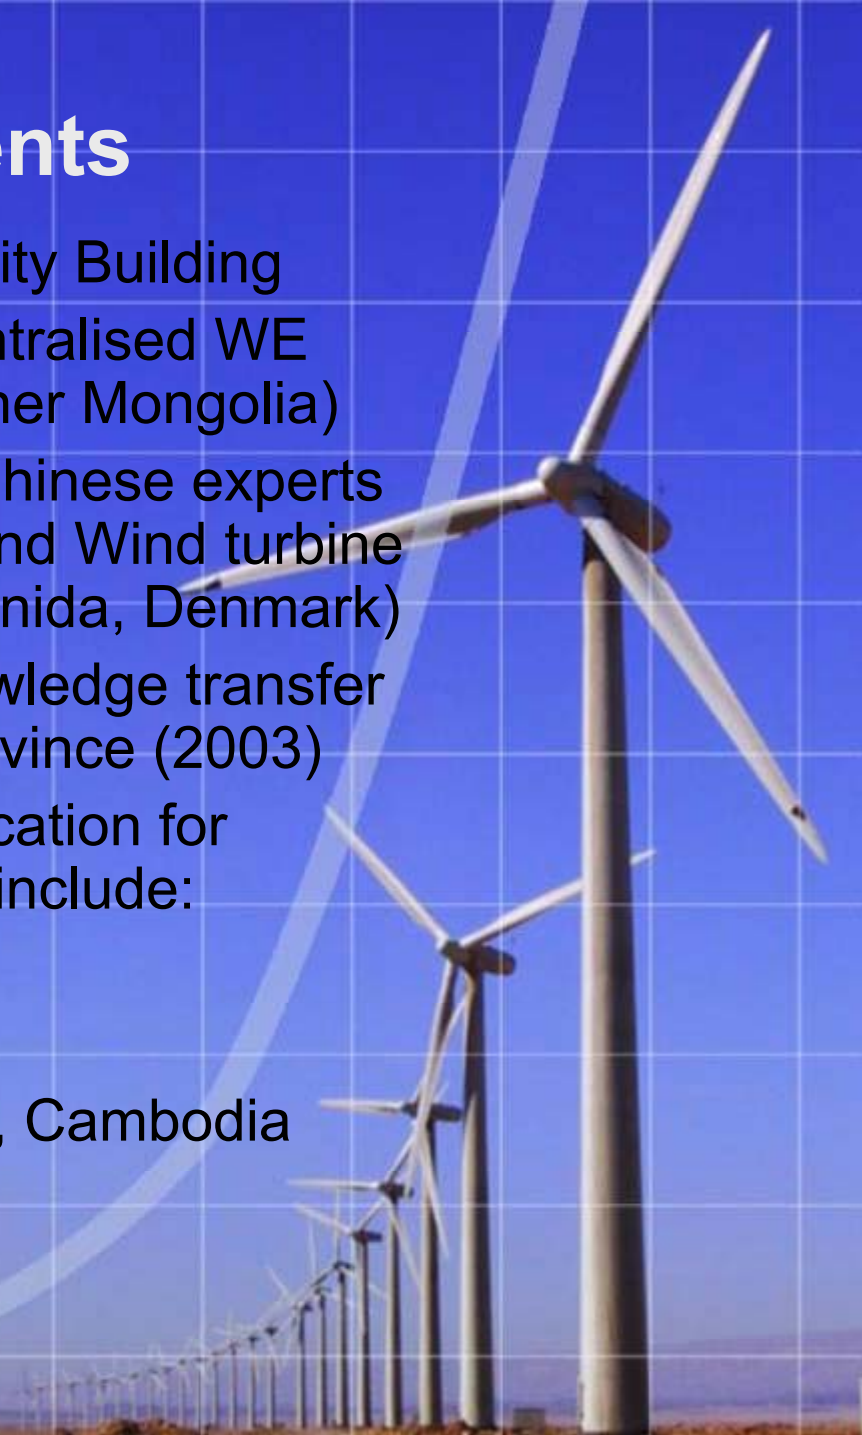 ents
ity Building
ntralised WE
ner Mongolia)
hinese experts
nd Wind turbine
nida, Denmark)
wledge transfer
vince (2003)
cation for
include:
, Cambodia